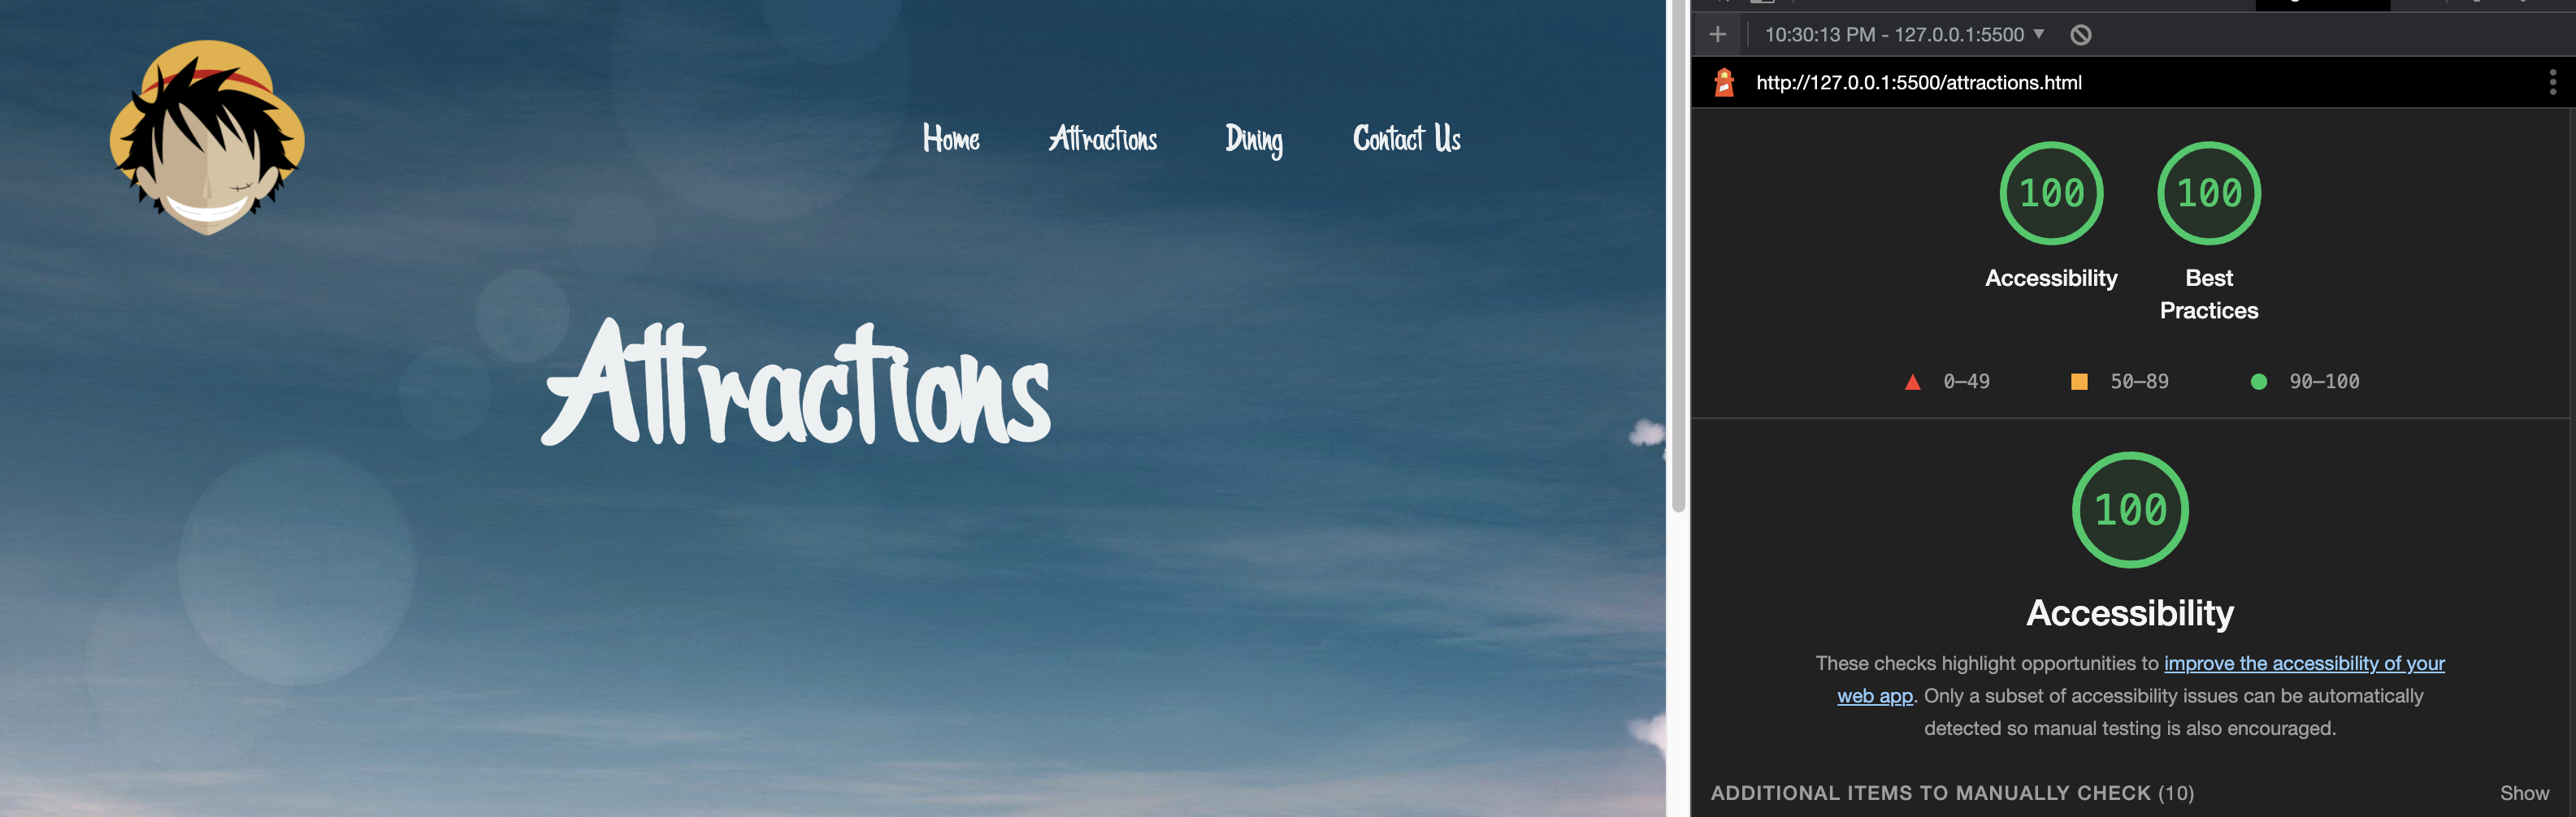 Home Attractions Dining Contact Us
Attractions
10:30:13 PM - 127.0.0.1:5500
http://127.0.0.1:5500/attractions.html
100 100
Accessibility Best
Practices
0–49 50–89 90–100
100
Accessibility
These checks highlight opportunities to improve the accessibility of your
web app. Only a subset of accessibility issues can be automatically
detected so manual testing is also encouraged.
ADDITIONAL ITEMS TO MANUALLY CHECK (10) Show